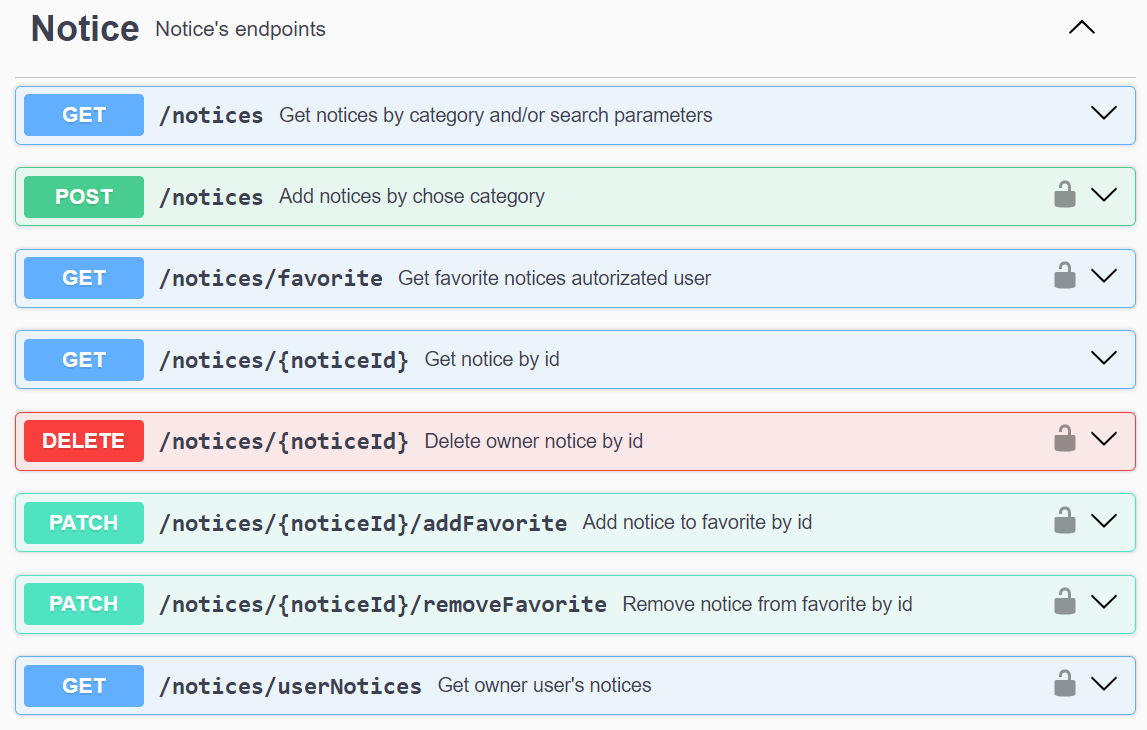 Notice Notice's endpoints
GET /notices Get notices by category and/or search parameters
POST /notices Add notices by chose category
GET /notices/favorite Get favorite notices autorizated user
GET /notices/{noticeId} Get notice by id
DELETE /notices/{noticeId} Delete owner notice by id
PATCH /notices/{noticeId}/addFavorite Add notice to favorite by id
PATCH /notices/{noticeId}/removeFavorite Remove notice from favorite by id
GET /notices/userNotices Get owner user's notices